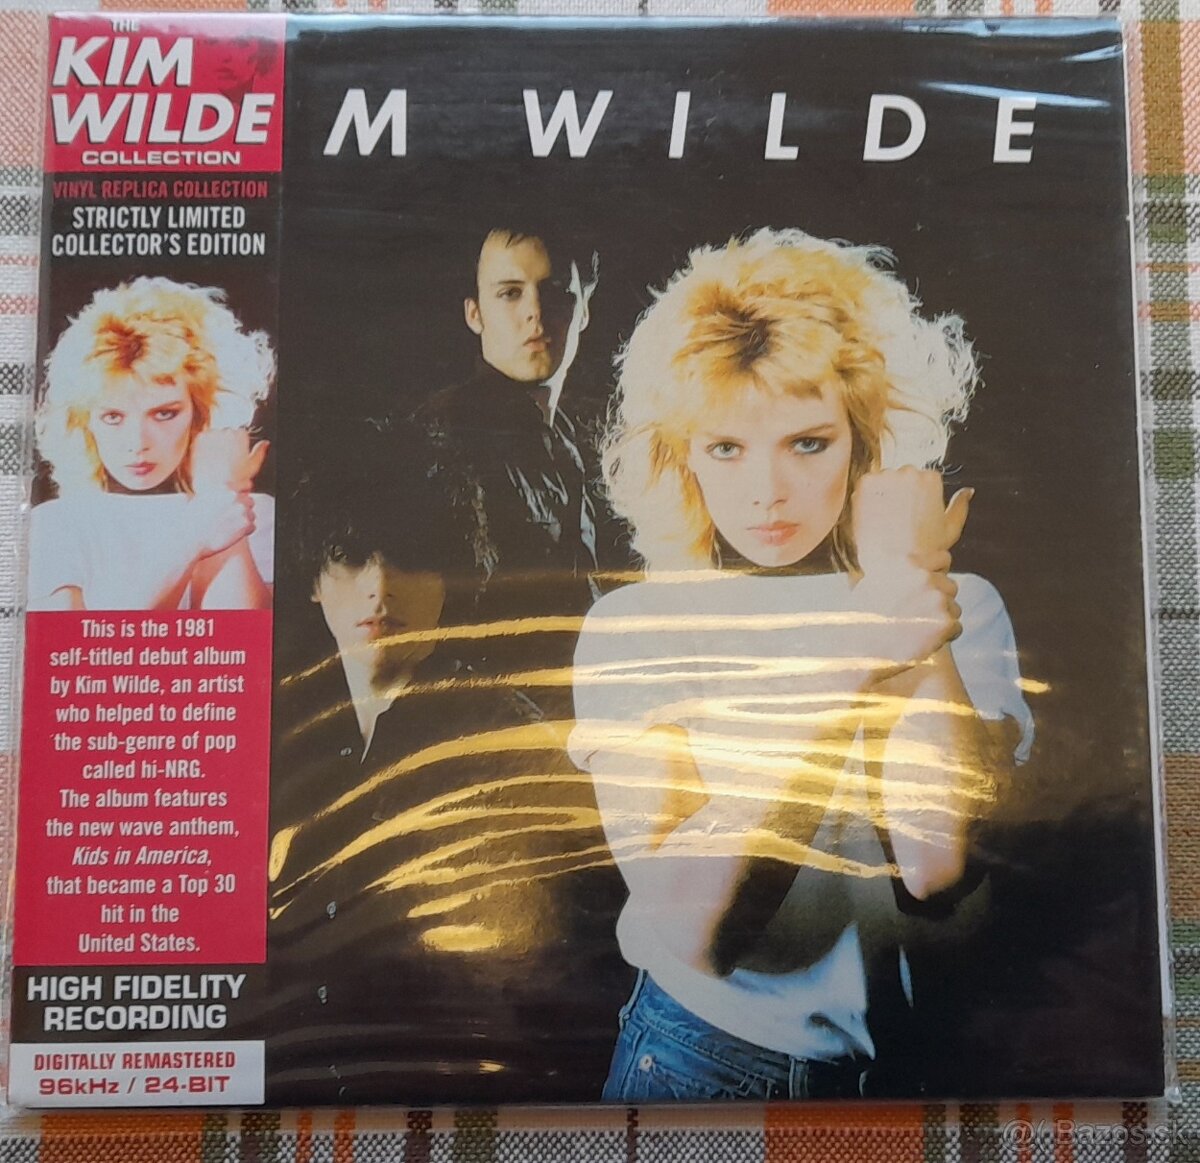 THE
KIM
WILDE
COLLECTION
VINYL REPLICA COLLECTION
STRICTLY LIMITED
COLLECTOR'S EDITION
This is the 1981
self-titled debut album
by Kim Wilde, an artist
who helped to define
the sub-genre of pop
called hi-NRG.
The album features
the new wave anthem,
Kids in America,
that became a Top 30
hit in the
United States.
HIGH FIDELITY
RECORDING
DIGITALLY REMASTERED
96kHz / 24-BIT
M WILDE
@( Bazos.sk